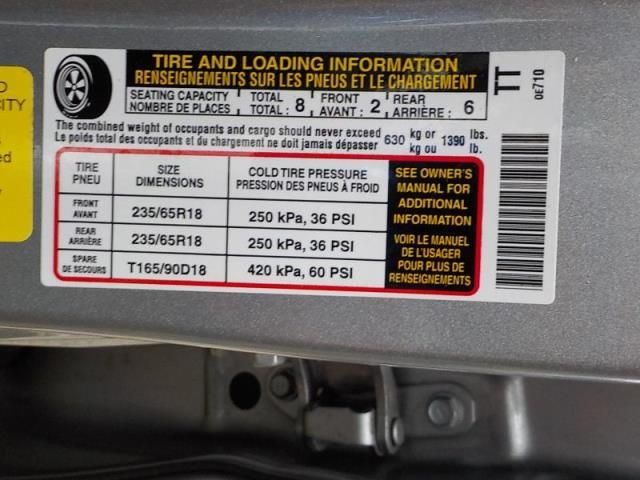 TIRE AND LOADING INFORMATION
RENSEIGNEMENTS SUR LES PNEUS ET LE CHARGEMENT
SEATING CAPACITY TOTAL FRONT REAR
NOMBRE DE PLACES TOTAL : 8 AVANT : 2 ARRIÈRE : 6
The combined weight of occupants and cargo should never exceed 630 kg or 1390 lbs.
Le poids total des occupants et du chargement ne doit jamais dépasser kg ou lb.
TIRE SIZE COLD TIRE PRESSURE
PNEU DIMENSIONS PRESSION DES PNEUS À FROID
FRONT
AVANT 235/65R18 250 kPa, 36 PSI
REAR
ARRIÈRE 235/65R18 250 kPa, 36 PSI
SPARE
DE SECOURS T165/90D18 420 kPa, 60 PSI
SEE OWNER'S
MANUAL FOR
ADDITIONAL
INFORMATION
VOIR LE MANUEL
DE L'USAGER
POUR PLUS DE
RENSEIGNEMENTS
TT
0E710